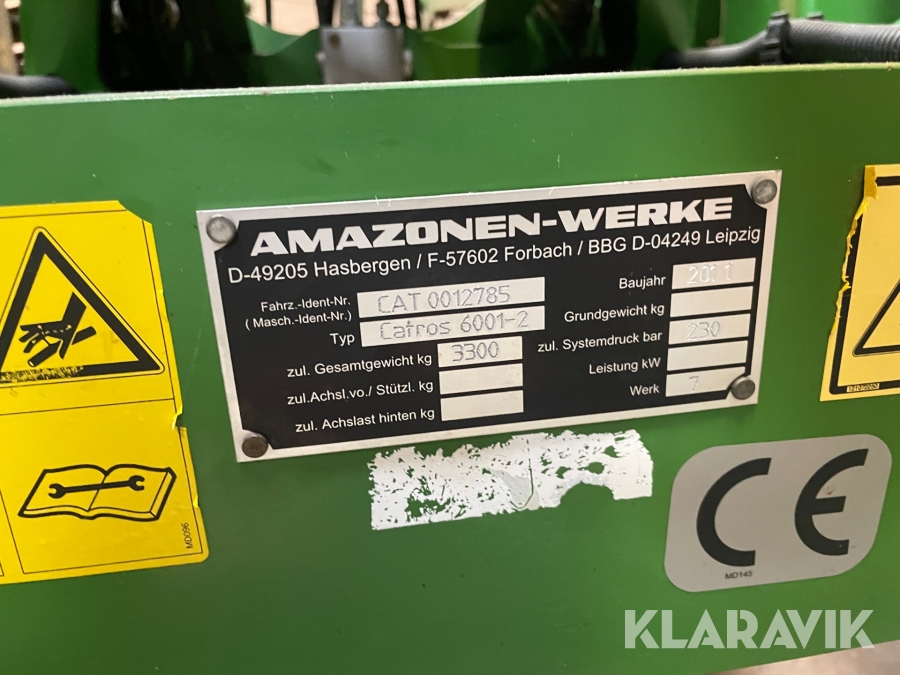 AMAZONEN-WERKE
D-49205 Hasbergen / F-57602 Forbach / BBG D-04249 Leipzig
Fahrz.-Ident-Nr. CAT 0012785
( Masch.-Ident-Nr.)
Typ Catros 6001-2
zul. Gesamtgewicht kg 3300
zul.Achsl.vo./ Stützl. kg
zul. Achslast hinten kg
Baujahr
Grundgewicht kg
zul. Systemdruck bar 230
Leistung kW
Werk 7
MD096
CE
MD145
KLARAVIK